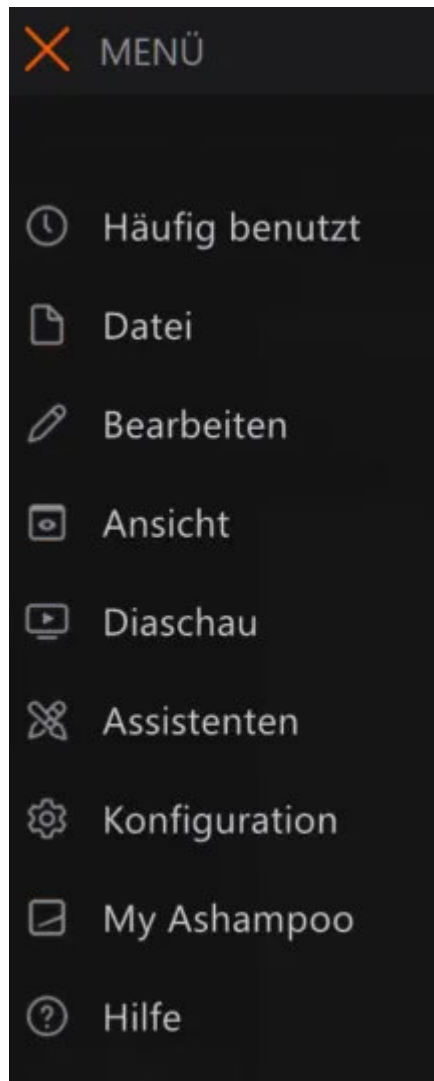 MENÜ
Häufig benutzt
Datei
Bearbeiten
Ansicht
Diaschau
Assistenten
Konfiguration
My Ashampoo
Hilfe